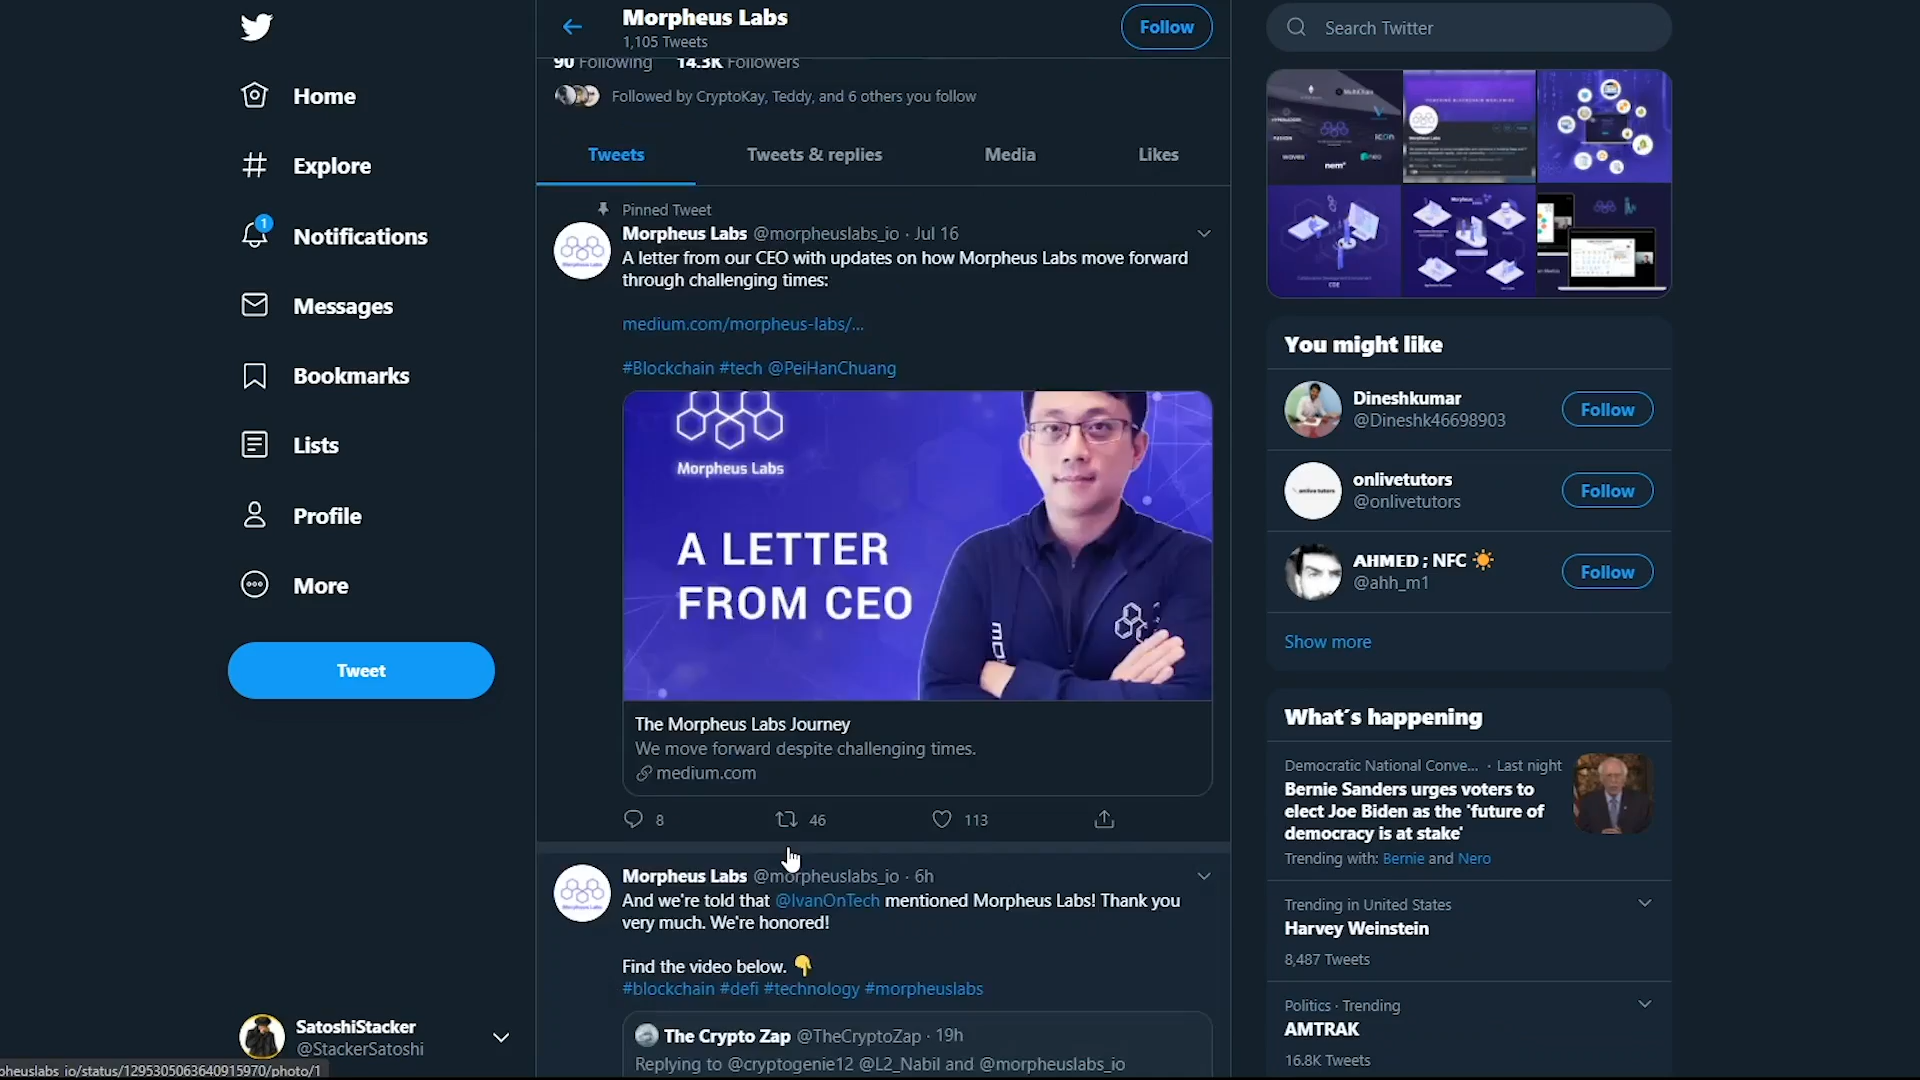 Home
Explore
1
Notifications
Messages
Bookmarks
Lists
Profile
More
Tweet
SatoshiStacker
@StackerSatoshi
pheuslabs_io/status/1295305063640915970/photo/1
Morpheus Labs
1,105 Tweets
Follow
90 Following 14.3K Followers
Followed by CryptoKay, Teddy, and 6 others you follow
Tweets
Tweets & replies
Media
Likes
Pinned Tweet
Morpheus Labs @morpheuslabs_io · Jul 16
A letter from our CEO with updates on how Morpheus Labs move forward
through challenging times:
medium.com/morpheus-labs/...
#Blockchain #tech @PeiHanChuang
Morpheus Labs
A LETTER
FROM CEO
The Morpheus Labs Journey
We move forward despite challenging times.
medium.com
8
46
113
Morpheus Labs @morpheuslabs_io · 6h
And we're told that @IvanOnTech mentioned Morpheus Labs! Thank you
very much. We're honored!
Find the video below. 👇
#blockchain #defi #technology #morpheuslabs
The Crypto Zap @TheCryptoZap · 19h
Replying to @cryptogenie12 @L2_Nabil and @morpheuslabs_io
Search Twitter
nem
neo
Morpheus
CDE
You might like
Dineshkumar
@Dineshk46698903
Follow
onlivetutors
@onlivetutors
Follow
AHMED ; NFC ☀️
@ahh_m1
Follow
Show more
What's happening
Democratic National Conve... · Last night
Bernie Sanders urges voters to
elect Joe Biden as the 'future of
democracy is at stake'
Trending with: Bernie and Nero
Trending in United States
Harvey Weinstein
8,487 Tweets
Politics · Trending
AMTRAK
16.8K Tweets